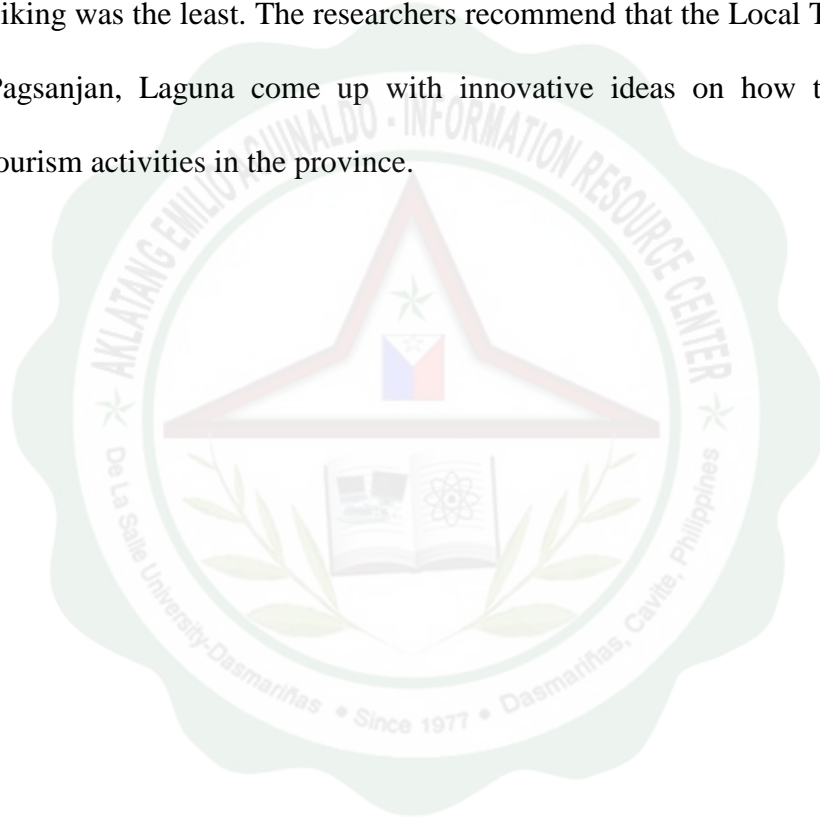 iking was the least. The researchers recommend that the Local T
Pagsanjan, Laguna come up with innovative ideas on how t
ourism activities in the province.
AKLATANG EMILIO AGUINALDO - INFORMATION RESOURCE CENTER
De La Salle University-Dasmariñas • Since 1977 • Dasmariñas, Cavite, Philippines